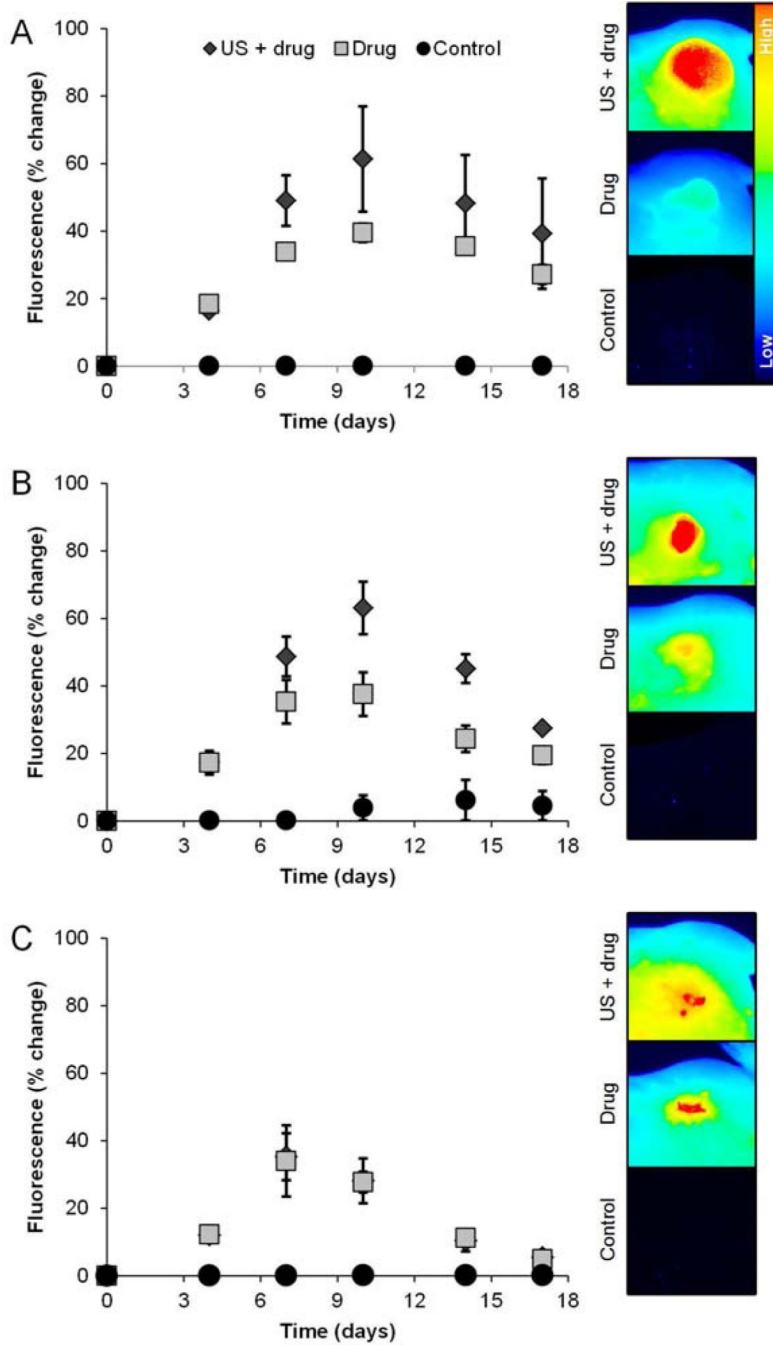 A
US + drug Drug Control
100
80
60
40
20
0
Fluorescence (% change)
0 3 6 9 12 15 18
Time (days)
US + drug
Drug
Control
High
Low
B
100
80
60
40
20
0
Fluorescence (% change)
0 3 6 9 12 15 18
Time (days)
US + drug
Drug
Control
C
100
80
60
40
20
0
Fluorescence (% change)
0 3 6 9 12 15 18
Time (days)
US + drug
Drug
Control